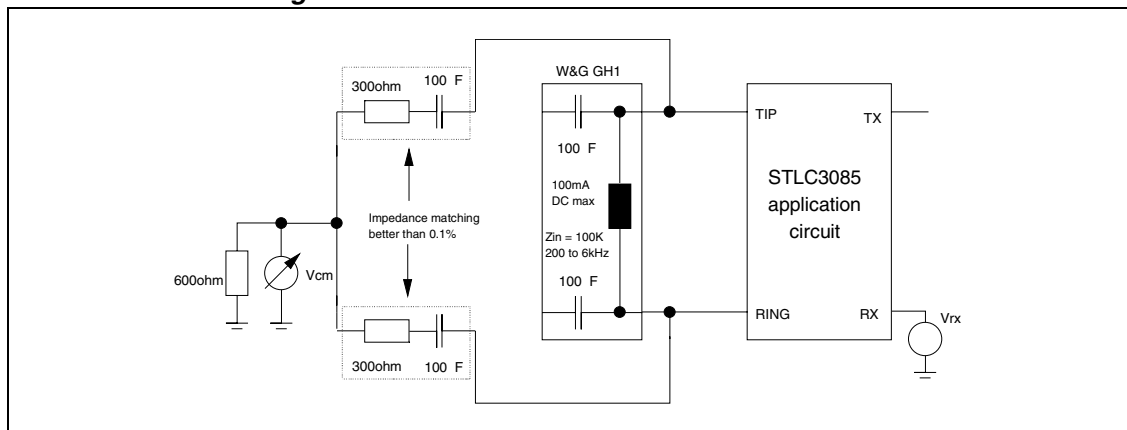 g
100 F
300ohm
W&G GH1
TIP
TX
100 F
STLC3085
application
circuit
100mA
DC max
Impedance matching
better than 0.1%
Zin = 100K
200 to 6kHz
600ohm
Vcm
100 F
RING
RX
Vrx
300ohm
100 F